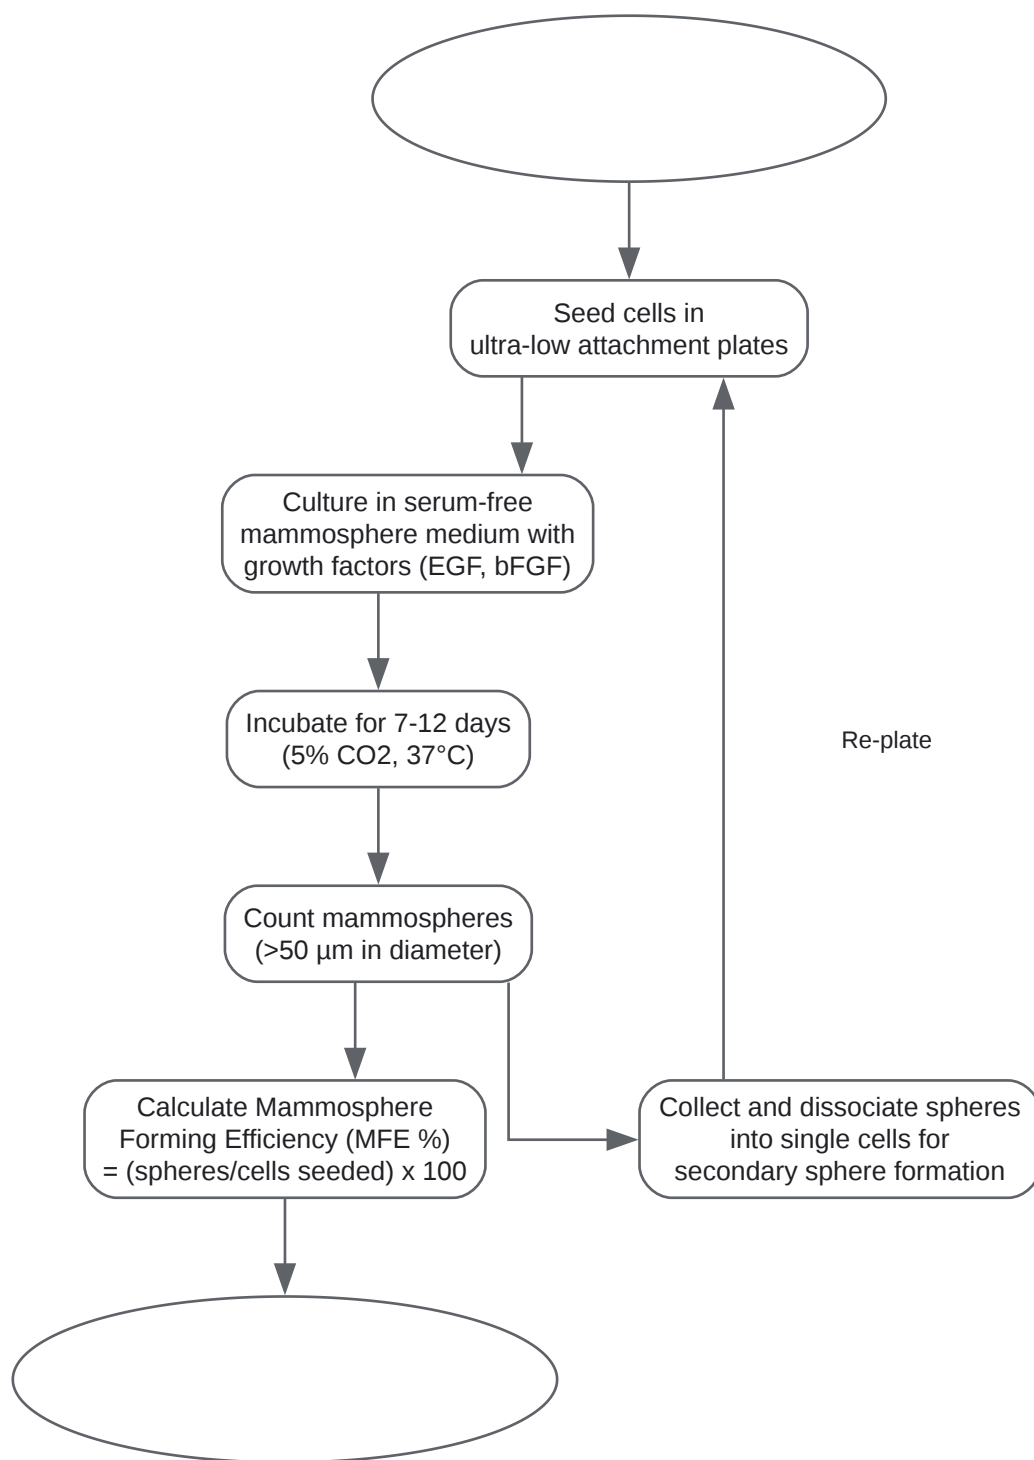 Seed cells in
ultra-low attachment plates
Culture in serum-free
mammosphere medium with
growth factors (EGF, bFGF)
Incubate for 7-12 days
(5% CO2, 37°C)
Re-plate
Count mammospheres
(>50 µm in diameter)
Calculate Mammosphere
Forming Efficiency (MFE %)
= (spheres/cells seeded) x 100
Collect and dissociate spheres
into single cells for
secondary sphere formation